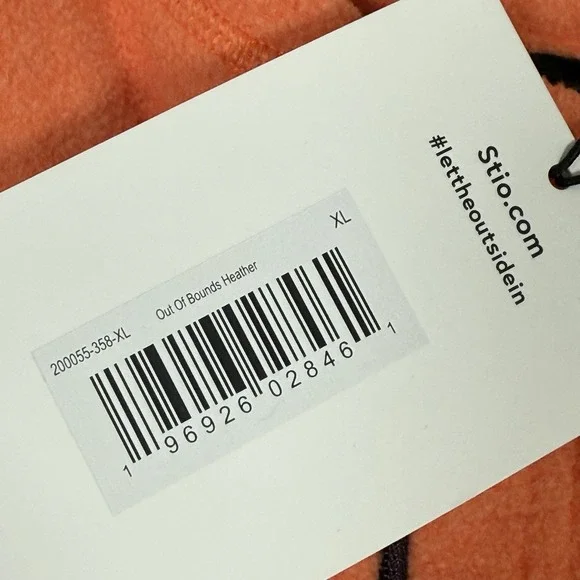 Stio.com
#lettheoutsidein
XL
200055-358-XL Out Of Bounds Heather
1 96926 02846 1